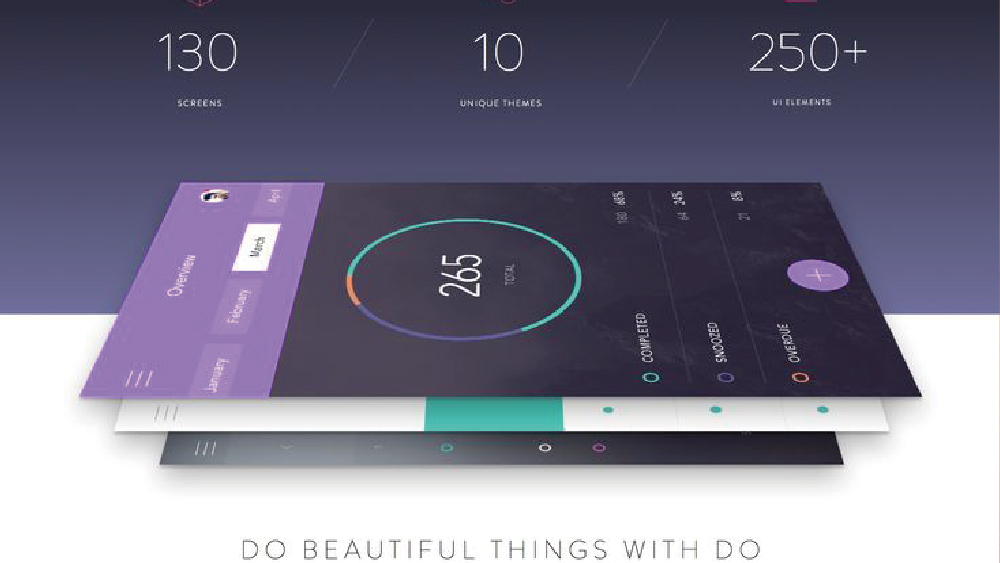 130
10
250+
SCREENS
UNIQUE THEMES
UI ELEMENTS
Overview
January
February
March
April
265
TOTAL
COMPLETED
180
68%
SNOOZED
64
24%
OVERDUE
21
8%
DO BEAUTIFUL THINGS WITH DO